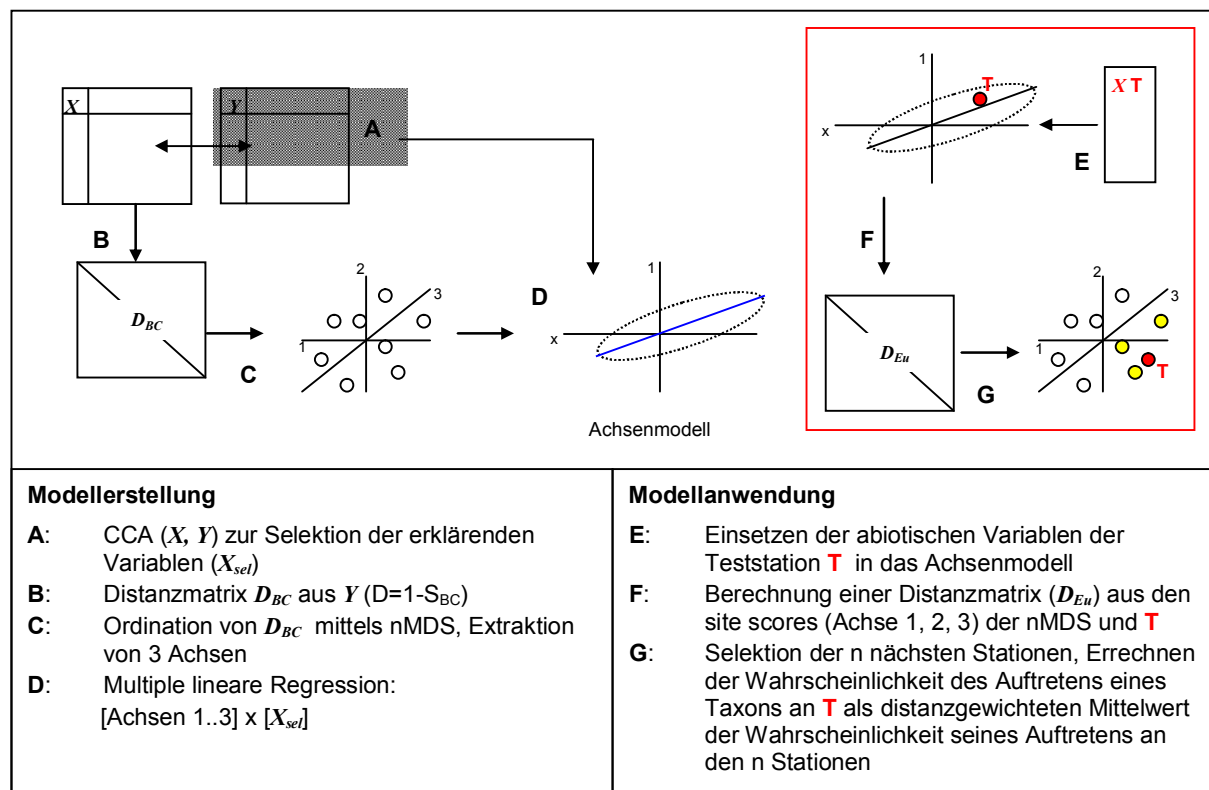 X
Y
A
B
D_BC
C
1
2
3
D
1
x
Achsenmodell
1
T
x
X T
E
F
D_Eu
G
1
2
3
T
Modellerstellung
A: CCA (X, Y) zur Selektion der erklärenden
Variablen (X_sel)
B: Distanzmatrix D_BC aus Y (D=1-S_BC)
C: Ordination von D_BC mittels nMDS, Extraktion
von 3 Achsen
D: Multiple lineare Regression:
[Achsen 1..3] x [X_sel]
Modellanwendung
E: Einsetzen der abiotischen Variablen der
Teststation T in das Achsenmodell
F: Berechnung einer Distanzmatrix (D_Eu) aus den
site scores (Achse 1, 2, 3) der nMDS und T
G: Selektion der n nächsten Stationen, Errechnen
der Wahrscheinlichkeit des Auftretens eines
Taxons an T als distanzgewichteten Mittelwert
der Wahrscheinlichkeit seines Auftretens an
den n Stationen